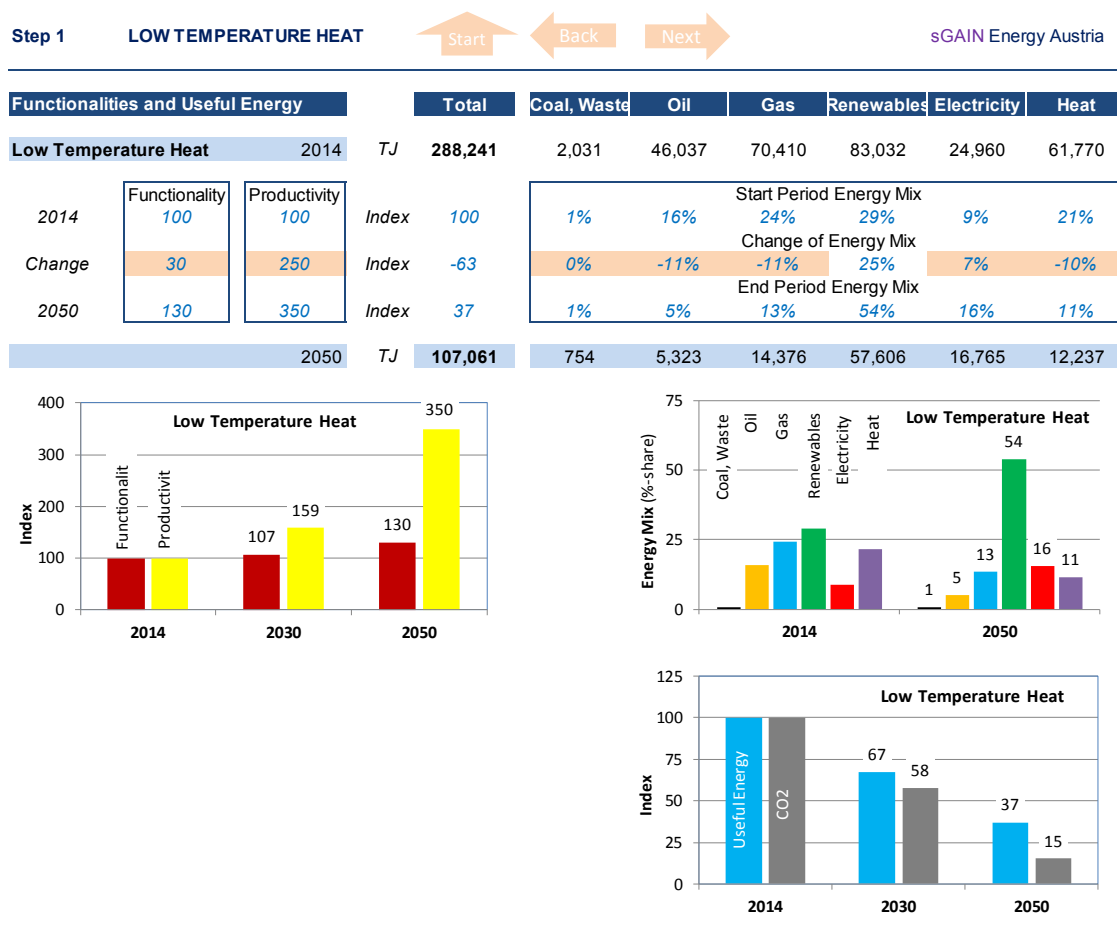 Step 1 LOW TEMPERATURE HEAT Start Back Next sGAIN Energy Austria
Functionalities and Useful Energy Total Coal, Waste Oil Gas Renewables Electricity Heat
Low Temperature Heat 2014 TJ 288,241 2,031 46,037 70,410 83,032 24,960 61,770
Functionality Productivity Start Period Energy Mix
2014 100 100 Index 100 1% 16% 24% 29% 9% 21%
Change of Energy Mix
Change 30 250 Index -63 0% -11% -11% 25% 7% -10%
End Period Energy Mix
2050 130 350 Index 37 1% 5% 13% 54% 16% 11%
2050 TJ 107,061 754 5,323 14,376 57,606 16,765 12,237
Low Temperature Heat
Index
400
300
200
100
0
Functionalit
Productivit
107
159
130
350
2014 2030 2050
Low Temperature Heat
Energy Mix (%-share)
75
50
25
0
Coal, Waste
Oil
Gas
Renewables
Electricity
Heat
1
5
13
54
16
11
2014 2050
Low Temperature Heat
Index
125
100
75
50
25
0
Useful Energy
CO2
67
58
37
15
2014 2030 2050